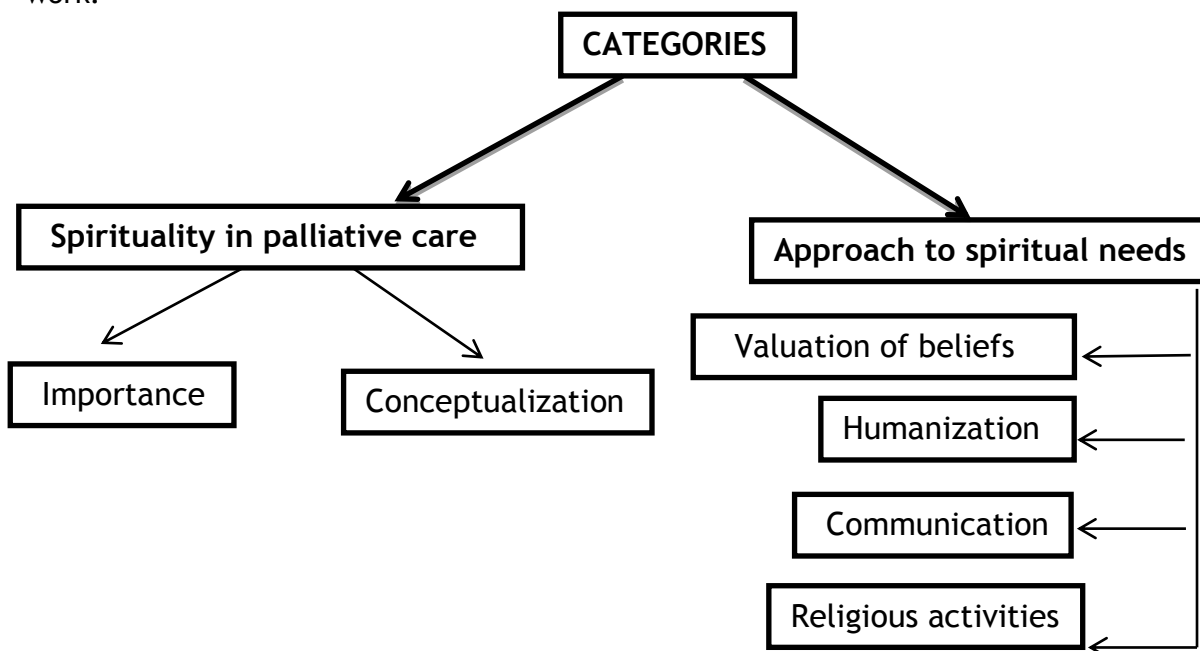 work.
CATEGORIES
Spirituality in palliative care
Approach to spiritual needs
Importance
Conceptualization
Valuation of beliefs
Humanization
Communication
Religious activities